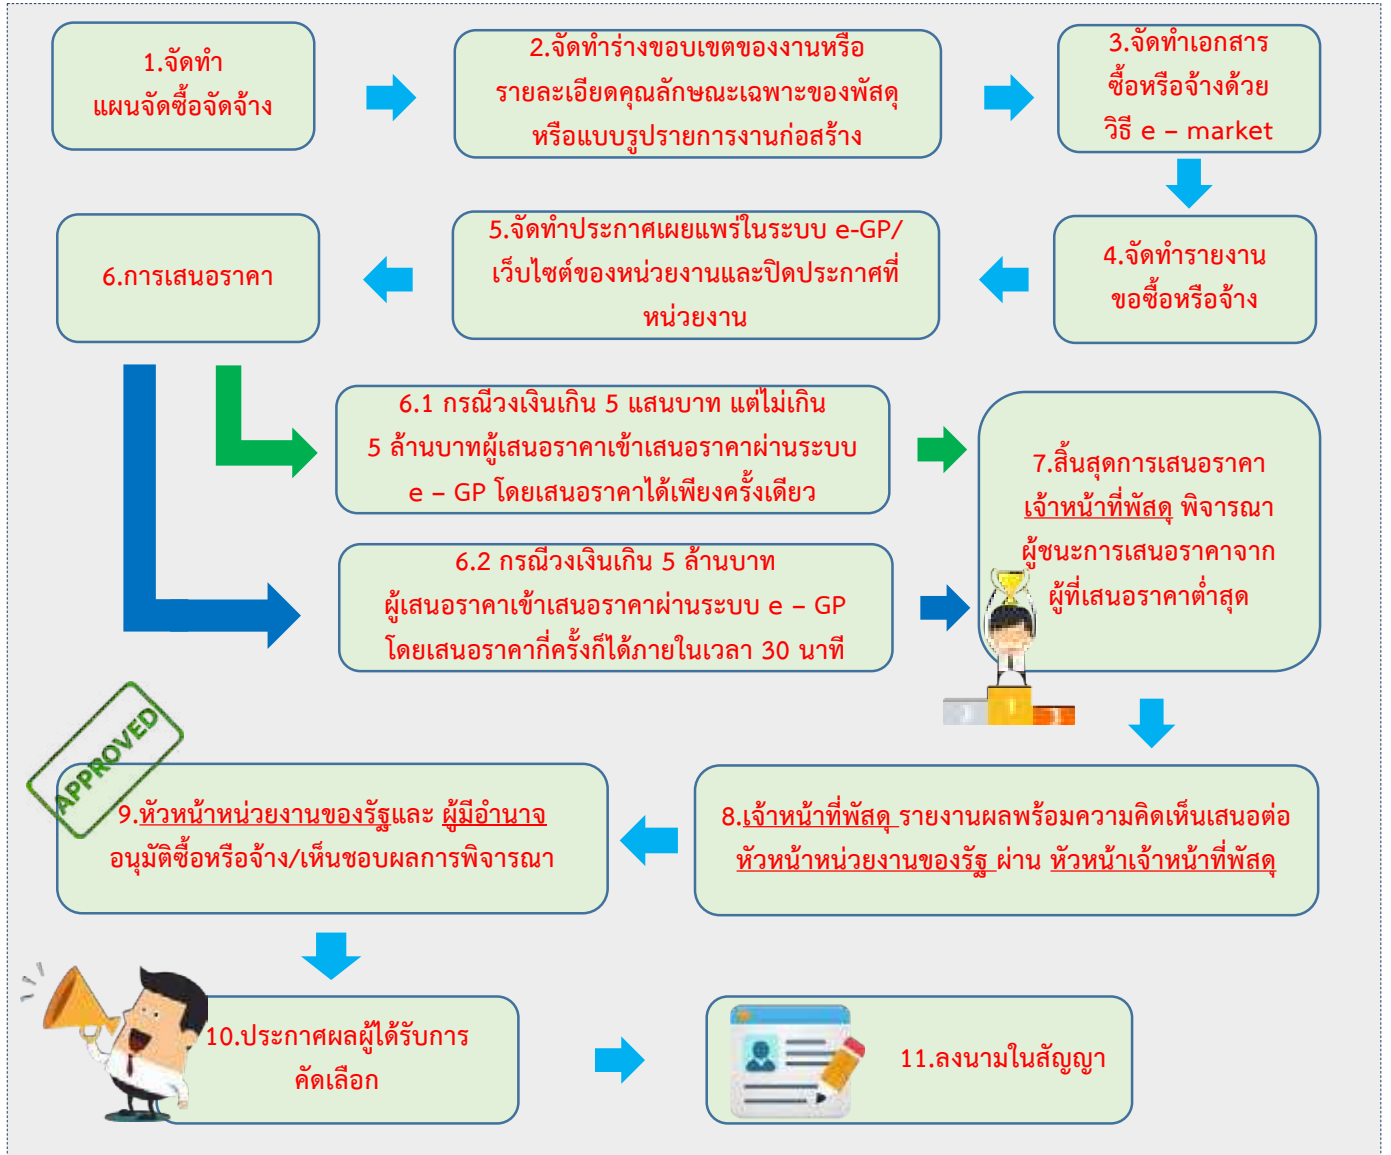 1.จัดทำ
แผนจัดซื้อจัดจ้าง
2.จัดทำร่างขอบเขตของงานหรือ
รายละเอียดคุณลักษณะเฉพาะของพัสดุ
หรือแบบรูปรายการงานก่อสร้าง
3.จัดทำเอกสาร
ซื้อหรือจ้างด้วย
วิธี e – market
4.จัดทำรายงาน
ขอซื้อหรือจ้าง
5.จัดทำประกาศเผยแพร่ในระบบ e-GP/
เว็บไซต์ของหน่วยงานและปิดประกาศที่
หน่วยงาน
6.การเสนอราคา
6.1 กรณีวงเงินเกิน 5 แสนบาท แต่ไม่เกิน
5 ล้านบาทผู้เสนอราคาเข้าเสนอราคาผ่านระบบ
e – GP โดยเสนอราคาได้เพียงครั้งเดียว
6.2 กรณีวงเงินเกิน 5 ล้านบาท
ผู้เสนอราคาเข้าเสนอราคาผ่านระบบ e – GP
โดยเสนอราคากี่ครั้งก็ได้ภายในเวลา 30 นาที
7.สิ้นสุดการเสนอราคา
เจ้าหน้าที่พัสดุ พิจารณา
ผู้ชนะการเสนอราคาจาก
ผู้ที่เสนอราคาต่ำสุด
8.เจ้าหน้าที่พัสดุ รายงานผลพร้อมความคิดเห็นเสนอต่อ
หัวหน้าหน่วยงานของรัฐ ผ่าน หัวหน้าเจ้าหน้าที่พัสดุ
APPROVED
9.หัวหน้าหน่วยงานของรัฐและ ผู้มีอำนาจ
อนุมัติซื้อหรือจ้าง/เห็นชอบผลการพิจารณา
10.ประกาศผลผู้ได้รับการ
คัดเลือก
11.ลงนามในสัญญา